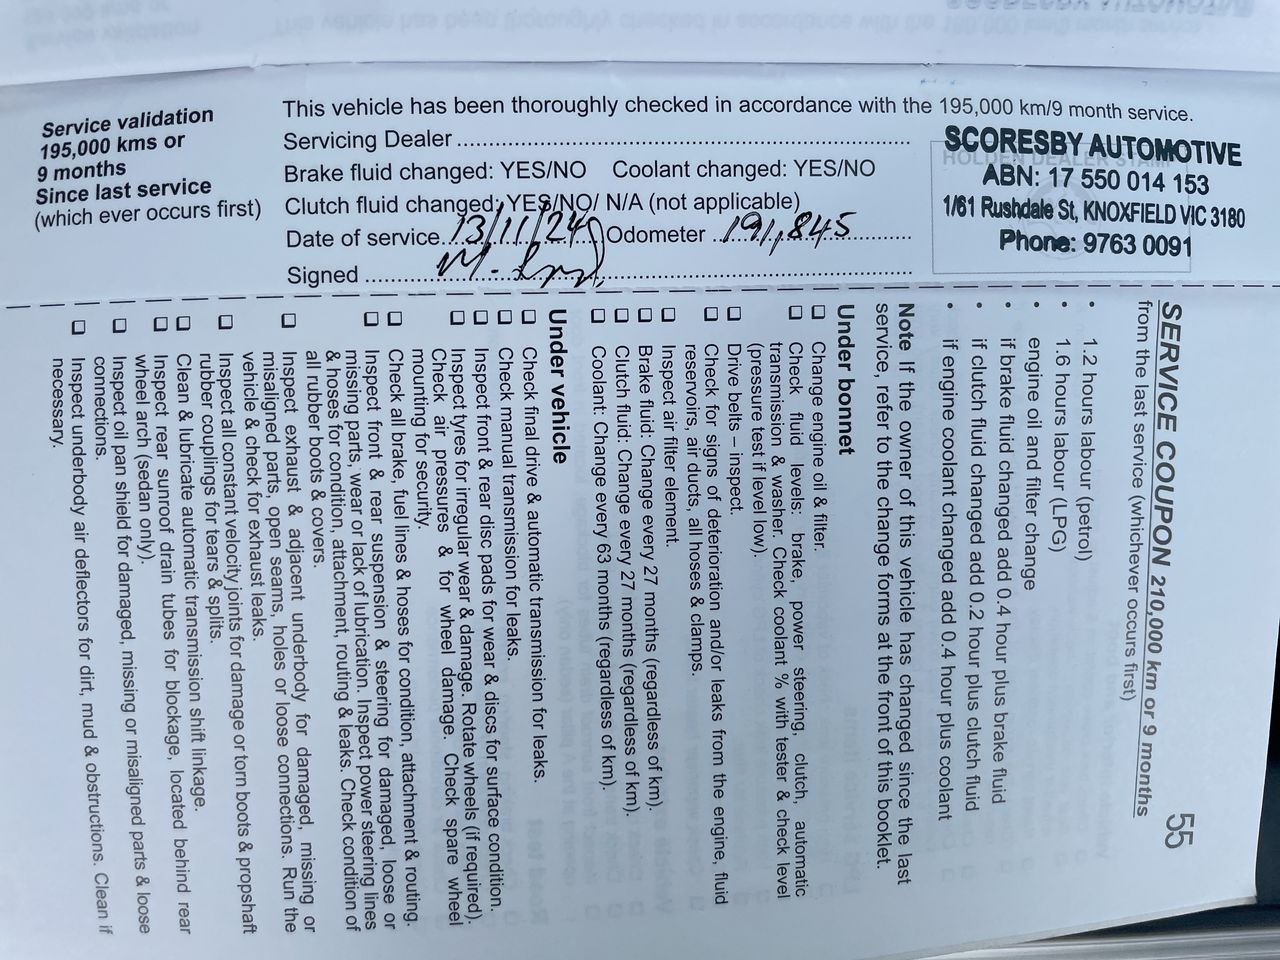 Service validation
195,000 kms or
9 months
Since last service
(which ever occurs first)
This vehicle has been thoroughly checked in accordance with the 195,000 km/9 month service.
Servicing Dealer
Brake fluid changed: YES/NO Coolant changed: YES/NO
Clutch fluid changed: YES/NO/ N/A (not applicable)
Date of service 13/11/24 Odometer 191,845
Signed
HOLDEN DEALER STAMP
SCORESBY AUTOMOTIVE
ABN: 17 550 014 153
1/61 Rushdale St, KNOXFIELD VIC 3180
Phone: 9763 0091
55
SERVICE COUPON 210,000 km or 9 months
from the last service (whichever occurs first)
• 1.2 hours labour (petrol)
• 1.6 hours labour (LPG)
• engine oil and filter change
• if brake fluid changed add 0.4 hour plus brake fluid
• if clutch fluid changed add 0.2 hour plus clutch fluid
• if engine coolant changed add 0.4 hour plus coolant
Note If the owner of this vehicle has changed since the last
service, refer to the change forms at the front of this booklet.
Under bonnet
❑ Change engine oil & filter.
❑ Check fluid levels: brake, power steering, clutch, automatic
transmission & washer. Check coolant % with tester & check level
(pressure test if level low).
❑ Drive belts – inspect.
❑ Check for signs of deterioration and/or leaks from the engine, fluid
reservoirs, air ducts, all hoses & clamps.
❑ Inspect air filter element.
❑ Brake fluid: Change every 27 months (regardless of km).
❑ Clutch fluid: Change every 27 months (regardless of km).
❑ Coolant: Change every 63 months (regardless of km).
Under vehicle
❑ Check final drive & automatic transmission for leaks.
❑ Check manual transmission for leaks.
❑ Inspect front & rear disc pads for wear & discs for surface condition.
❑ Inspect tyres for irregular wear & damage. Rotate wheels (if required).
Check air pressures & for wheel damage. Check spare wheel
mounting for security.
❑ Check all brake, fuel lines & hoses for condition, attachment & routing.
❑ Inspect front & rear suspension & steering for damaged, loose or
missing parts, wear or lack of lubrication. Inspect power steering lines
& hoses for condition, attachment, routing & leaks. Check condition of
all rubber boots & covers.
❑ Inspect exhaust & adjacent underbody for damaged, missing or
misaligned parts, open seams, holes or loose connections. Run the
vehicle & check for exhaust leaks.
❑ Inspect all constant velocity joints for damage or torn boots & propshaft
rubber couplings for tears & splits.
❑ Clean & lubricate automatic transmission shift linkage.
❑ Inspect rear sunroof drain tubes for blockage, located behind rear
wheel arch (sedan only).
❑ Inspect oil pan shield for damaged, missing or misaligned parts & loose
connections.
❑ Inspect underbody air deflectors for dirt, mud & obstructions. Clean if
necessary.